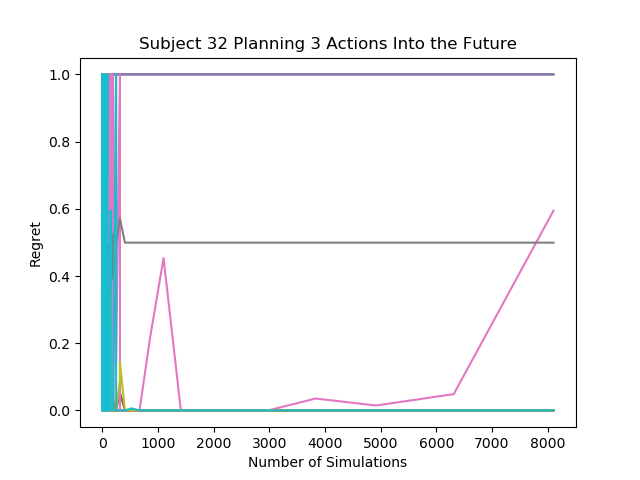 Subject 32 Planning 3 Actions Into the Future
1.0
0.8
0.6
0.4
0.2
0.0
Regret
0 1000 2000 3000 4000 5000 6000 7000 8000
Number of Simulations